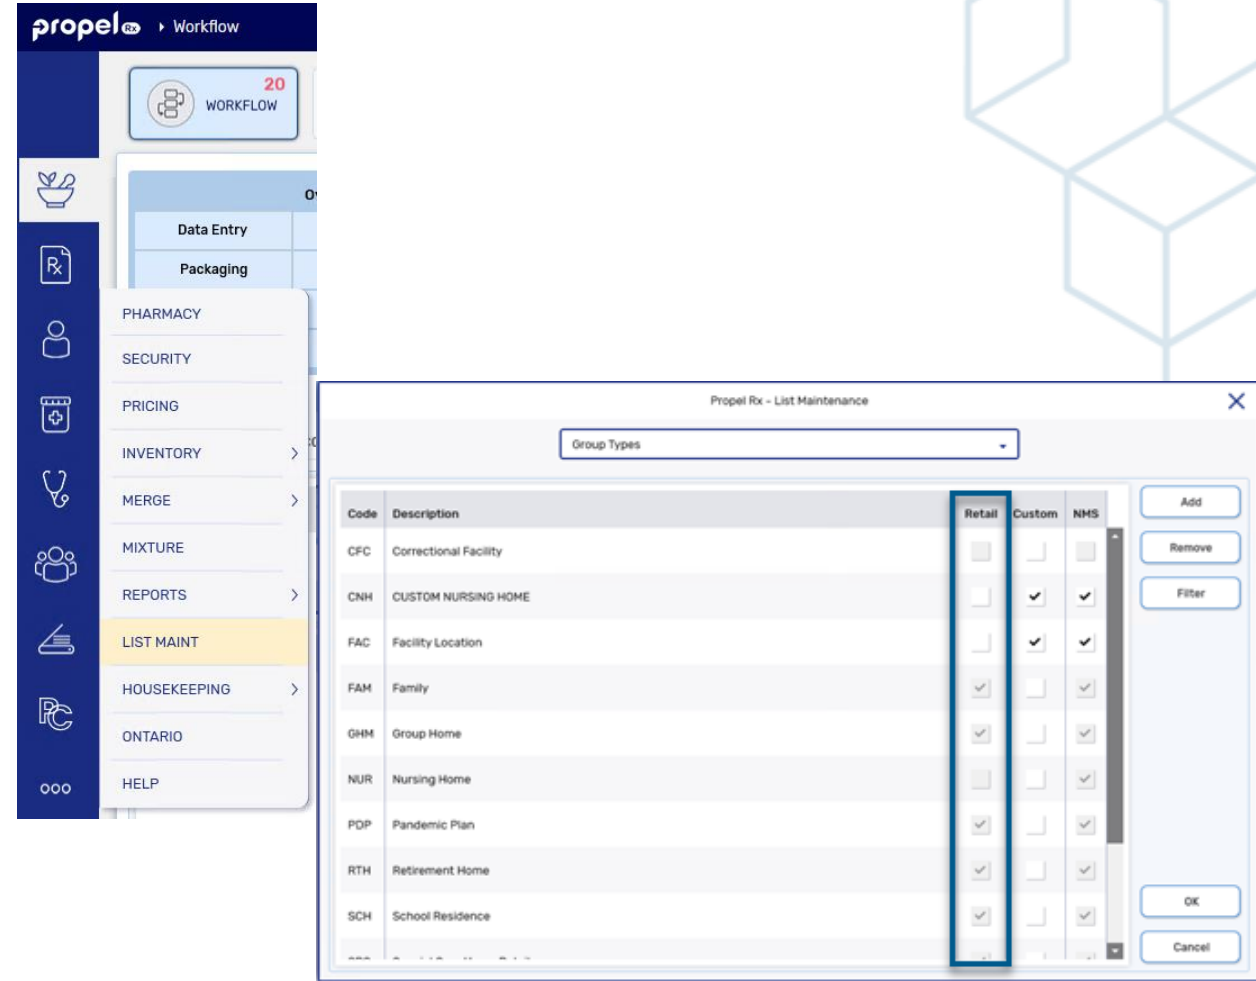 propel Rx Workflow
20
WORKFLOW
Data Entry
Packaging
PHARMACY
SECURITY
PRICING
INVENTORY
MERGE
MIXTURE
REPORTS
LIST MAINT
HOUSEKEEPING
ONTARIO
HELP
Rx
PC
Propel Rx - List Maintenance
Group Types
Code Description Retail Custom NMS
CFC Correctional Facility
CNH CUSTOM NURSING HOME
FAC Facility Location
FAM Family
GHM Group Home
NUR Nursing Home
PDP Pandemic Plan
RTH Retirement Home
SCH School Residence
Add
Remove
Filter
OK
Cancel